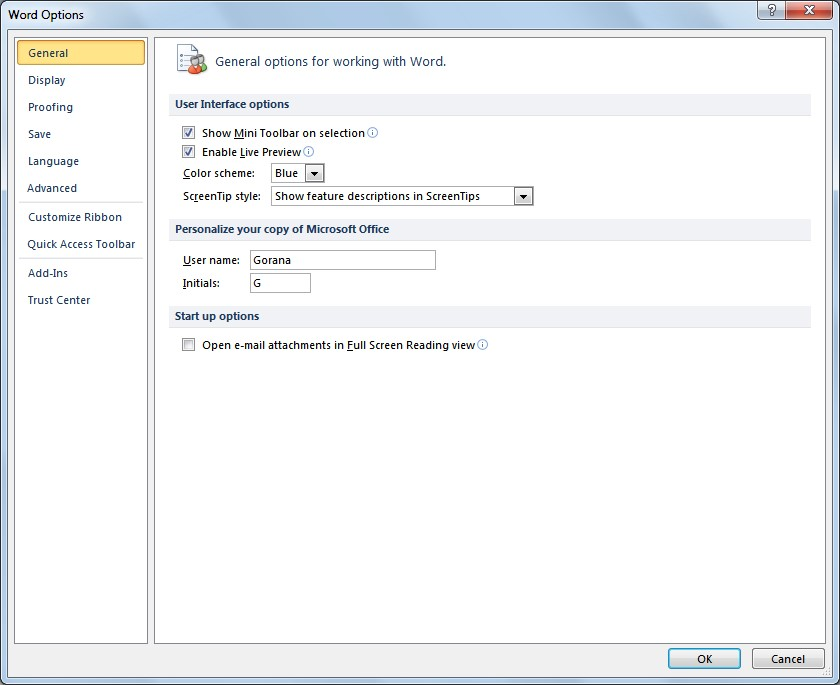 Word Options
General
Display
Proofing
Save
Language
Advanced
Customize Ribbon
Quick Access Toolbar
Add-Ins
Trust Center
General options for working with Word.
User Interface options
Show Mini Toolbar on selection
Enable Live Preview
Color scheme: Blue
ScreenTip style: Show feature descriptions in ScreenTips
Personalize your copy of Microsoft Office
User name: Gorana
Initials: G
Start up options
Open e-mail attachments in Full Screen Reading view
OK Cancel